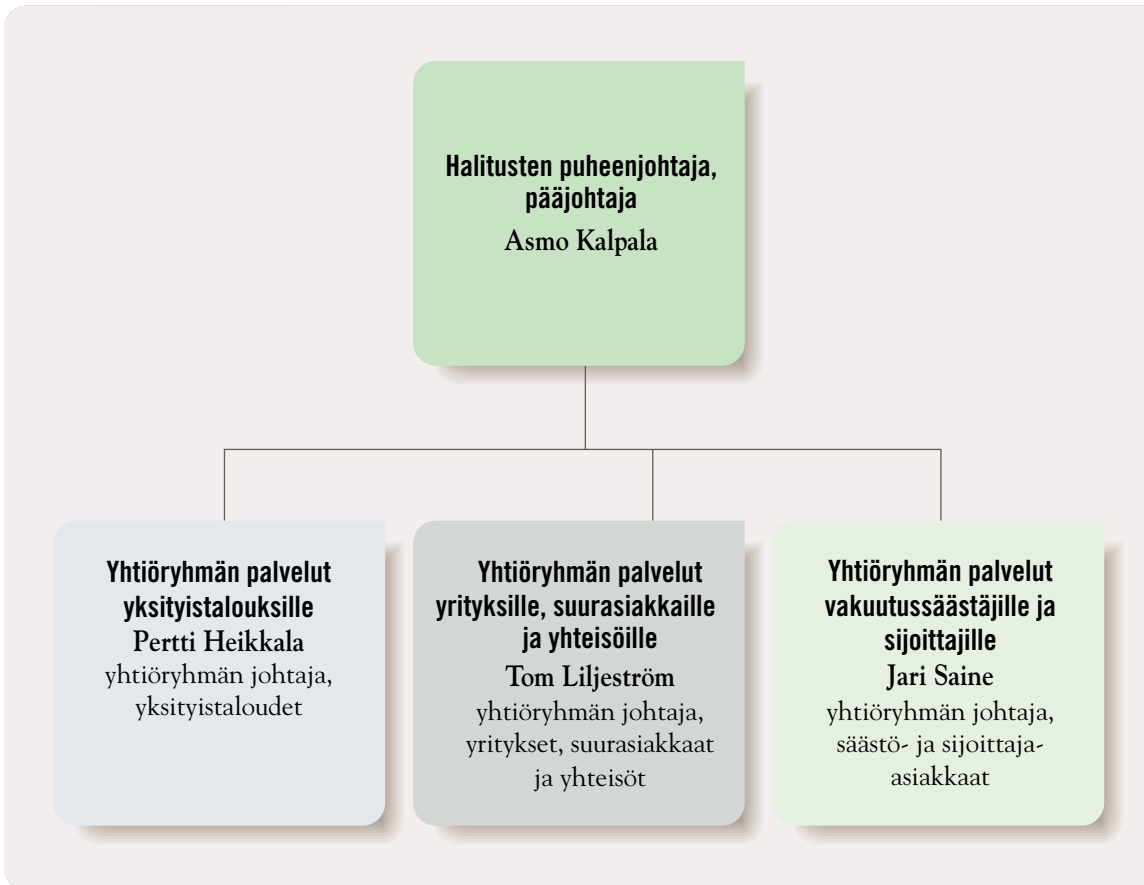 Halitusten puheenjohtaja,
pääjohtaja
Asmo Kalpala
Yhtiöryhmän palvelut
yksityistalouksille
Pertti Heikkala
yhtiöryhmän johtaja,
yksityistaloudet
Yhtiöryhmän palvelut
yrityksille, suurasiakkaille
ja yhteisöille
Tom Liljeström
yhtiöryhmän johtaja,
yritykset, suurasiakkaat
ja yhteisöt
Yhtiöryhmän palvelut
vakuutussäästäjille ja
sijoittajille
Jari Saine
yhtiöryhmän johtaja,
säästö- ja sijoittaja-
asiakkaat